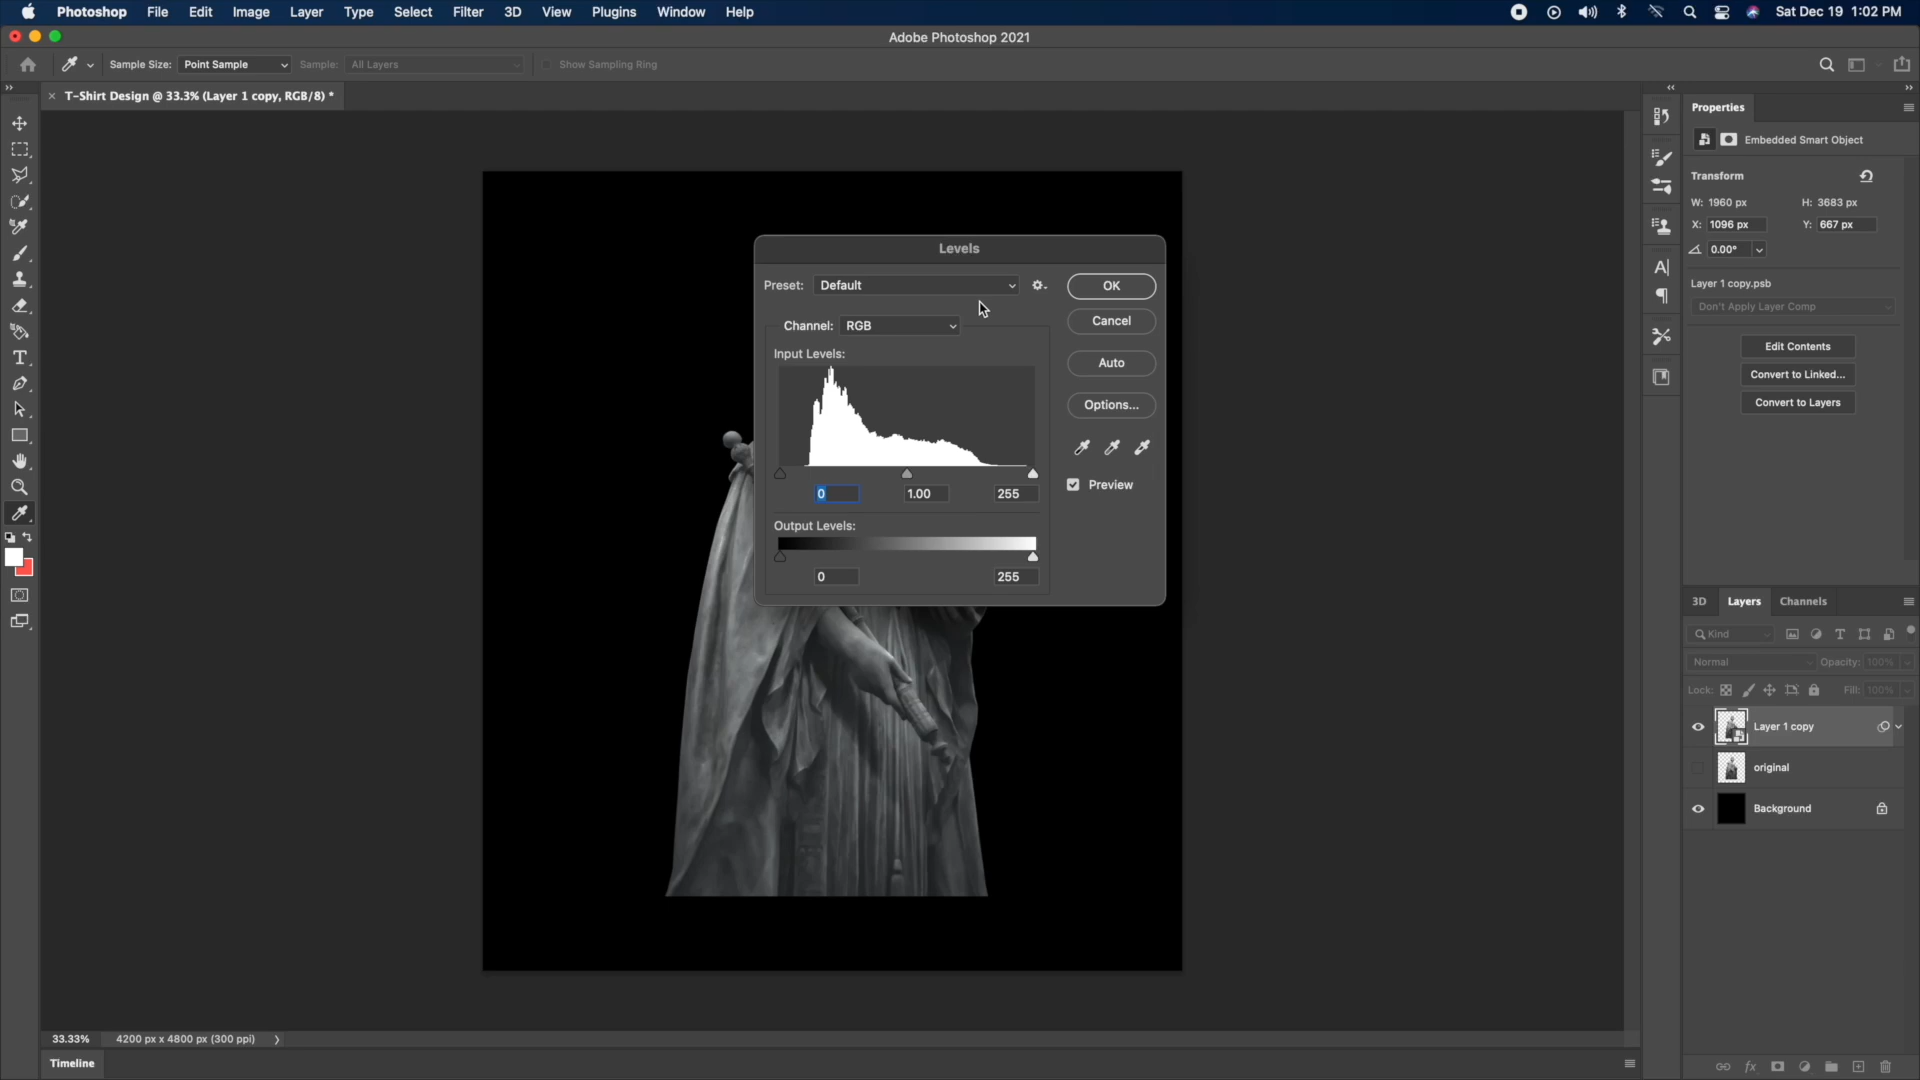 Photoshop File Edit Image Layer Type Select Filter 3D View Plugins Window Help Sat Dec 19 1:02 PM
Adobe Photoshop 2021
Sample Size: Point Sample Sample: All Layers Show Sampling Ring
T-Shirt Design @ 33.3% (Layer 1 copy, RGB/8) *
Properties
Embedded Smart Object
Transform
W: 1960 px H: 3683 px
X: 1096 px Y: 667 px
0.00°
Layer 1 copy.psb
Don't Apply Layer Comp
Edit Contents
Convert to Linked...
Convert to Layers
Levels
Preset: Default OK
Channel: RGB Cancel
Input Levels:
Auto
Options...
Preview
0 1.00 255
Output Levels:
0 255
3D Layers Channels
Kind
Normal Opacity: 100%
Lock: Fill: 100%
Layer 1 copy
original
Background
fx
33.33% 4200 px x 4800 px (300 ppi)
Timeline